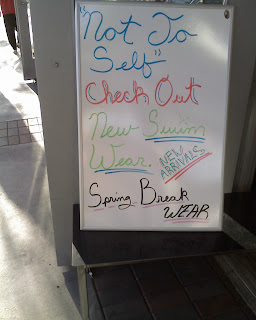 "Not To
Self"
Check Out
New Swim
Wear.
NEW
ARRIVALS.
Spring Break
WEAR